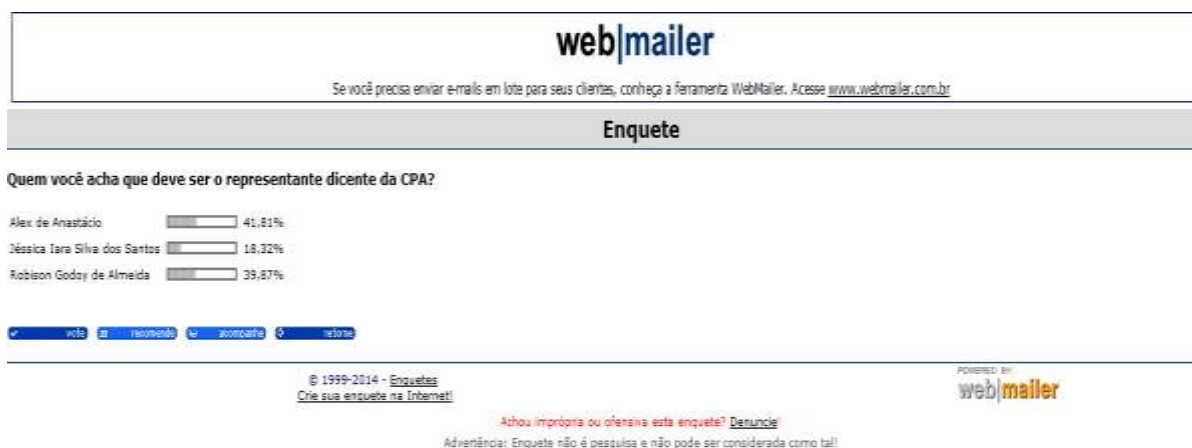 web|mailer
Se você precisa enviar e-mails em lote para seus clientes, conheça a ferramenta WebMailer. Acesse www.webmailer.com.br
Enquete
Quem você acha que deve ser o representante dicente da CPA?
Alex de Anastácio 41,81%
Jéssica Iara Silva dos Santos 18,32%
Robison Godoy de Almeida 39,87%
vote recomende acompanhe retorne
© 1999-2014 - Enquetes
Crie sua enquete na Internet!
POWERED BY
web|mailer
Achou imprópria ou ofensiva esta enquete? Denuncie!
Advertência: Enquete não é pesquisa e não pode ser considerada como tal!